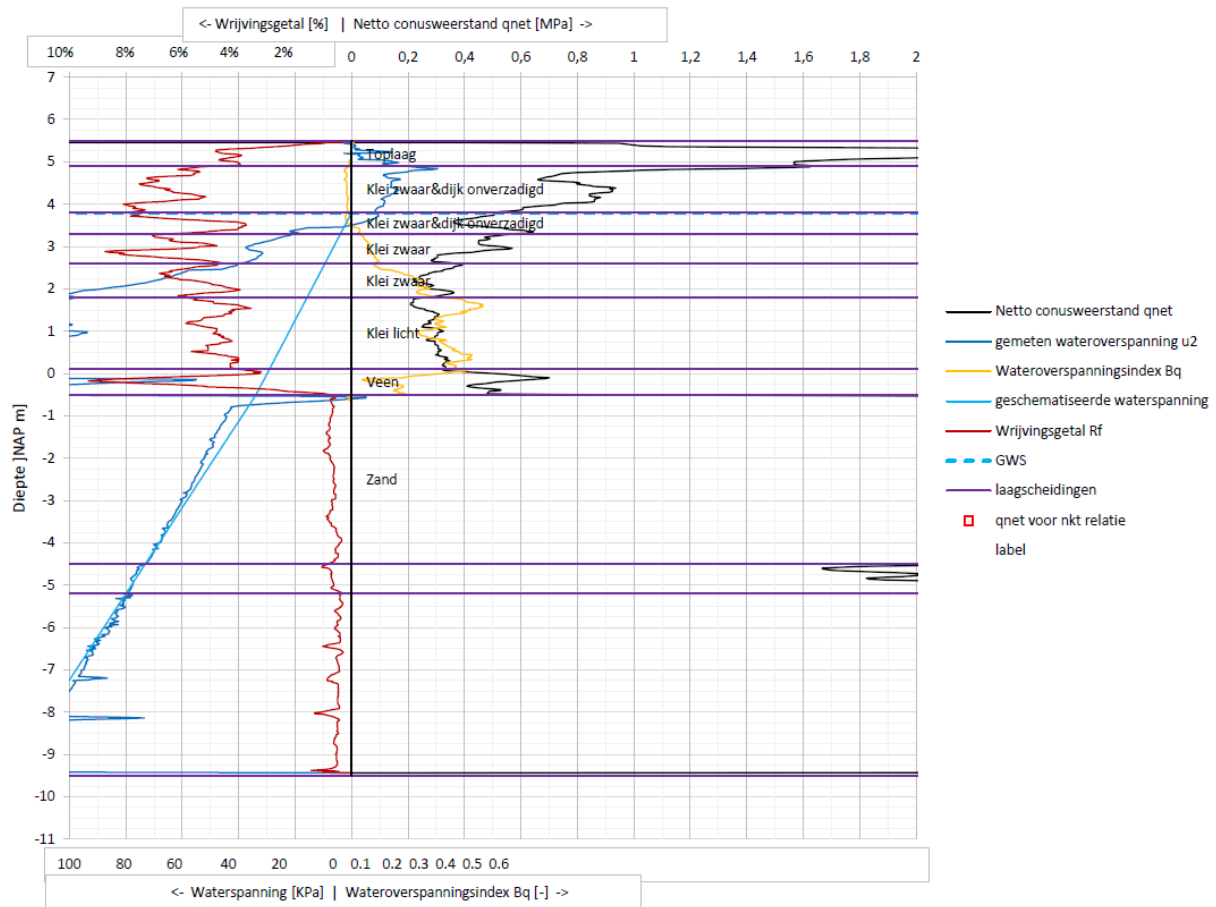 <- Wrijvingsgetal [%] | Netto conusweerstand qnet [MPa] ->
10% 8% 6% 4% 2% 0 0,2 0,4 0,6 0,8 1 1,2 1,4 1,6 1,8 2
7
6
5
4
3
2
1
0
-1
-2
-3
-4
-5
-6
-7
-8
-9
-10
-11
Diepte ]NAP m]
Toplaag
Klei zwaar&dijk onverzadigd
Klei zwaar&dijk onverzadigd
Klei zwaar
Klei zwaar
Klei licht
Veen
Zand
Netto conusweerstand qnet
gemeten wateroverspanning u2
Wateroverspanningsindex Bq
geschematiseerde waterspanning
Wrijvingsgetal Rf
GWS
laagscheidingen
qnet voor nkt relatie
label
100 80 60 40 20 0 0.1 0.2 0.3 0.4 0.5 0.6
<- Waterspanning [KPa] | Wateroverspanningsindex Bq [-] ->